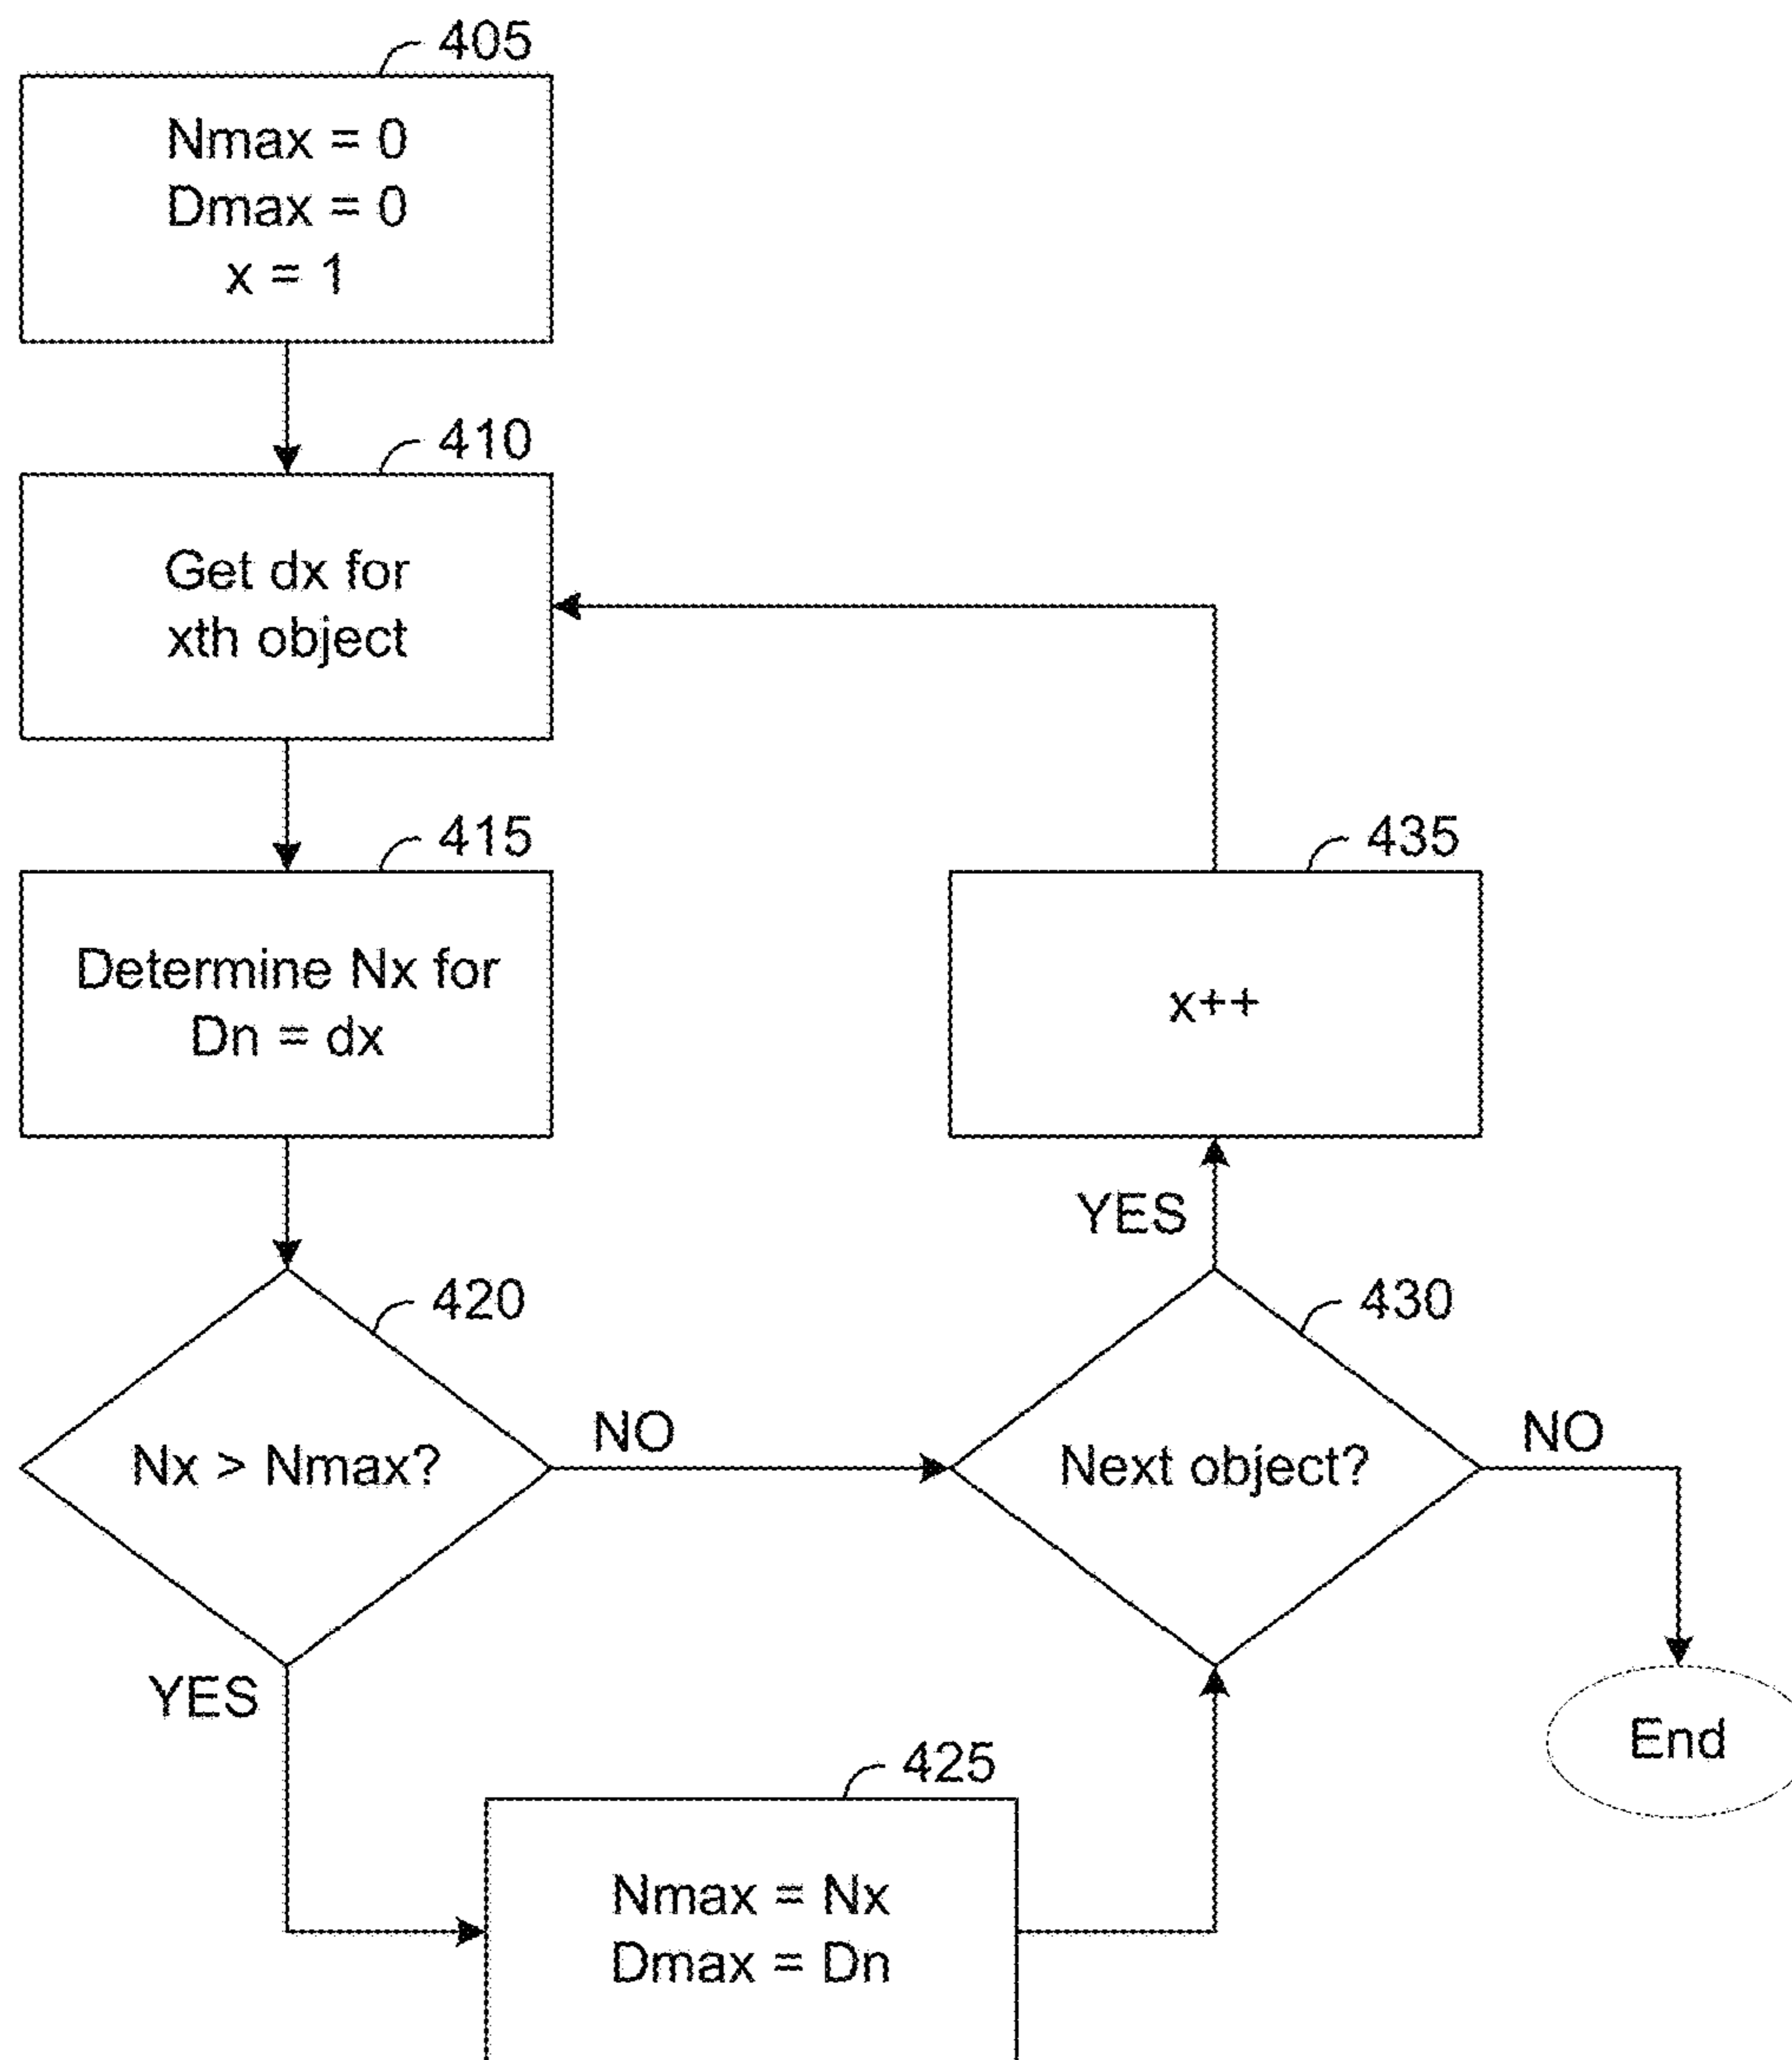 405
Nmax = 0
Dmax = 0
x = 1
410
Get dx for
xth object
415
Determine Nx for
Dn = dx
435
x++
YES
420
Nx > Nmax?
NO
430
Next object?
NO
YES
425
Nmax = Nx
Dmax = Dn
End